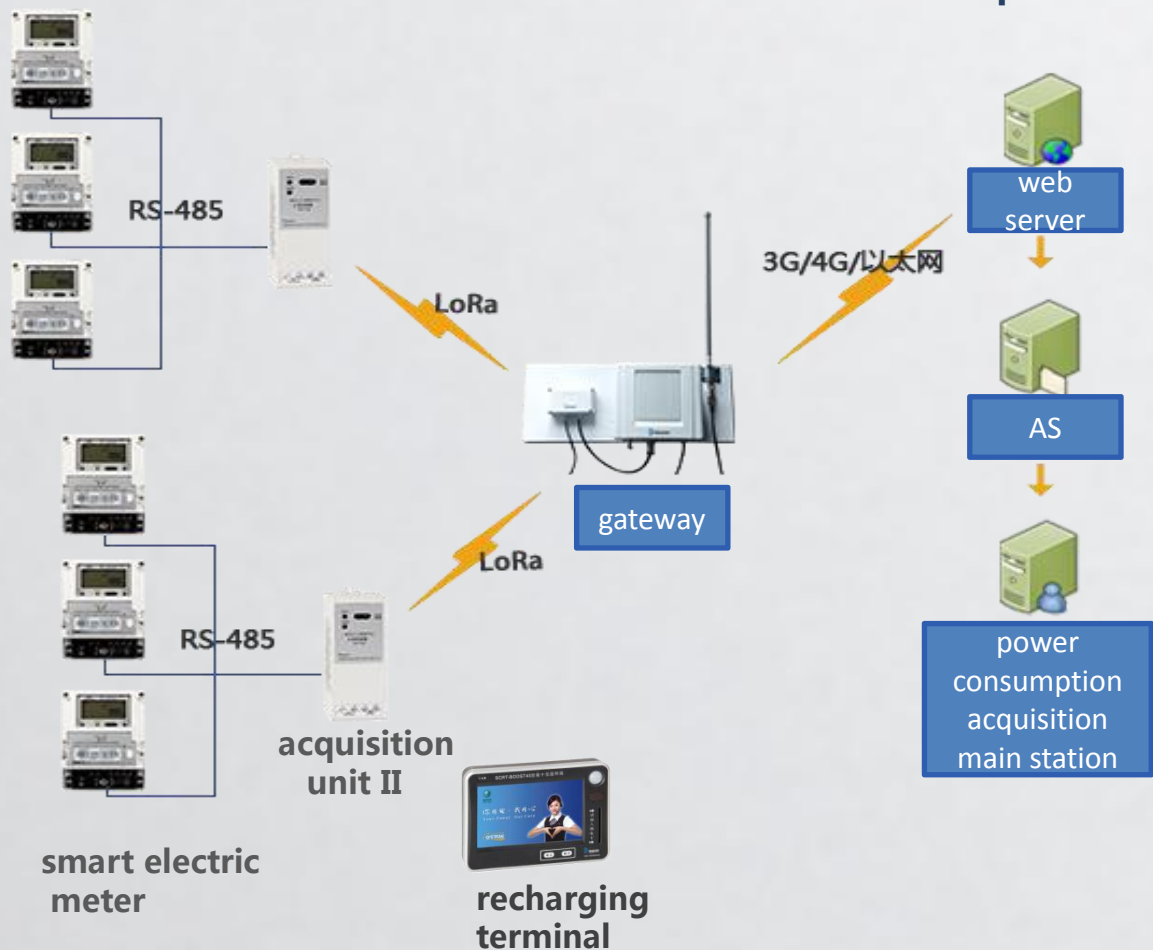 RS-485
LoRa
3G/4G/以太网
web
server
AS
gateway
LoRa
RS-485
power
consumption
acquisition
main station
acquisition
unit II
smart electric
meter
recharging
terminal